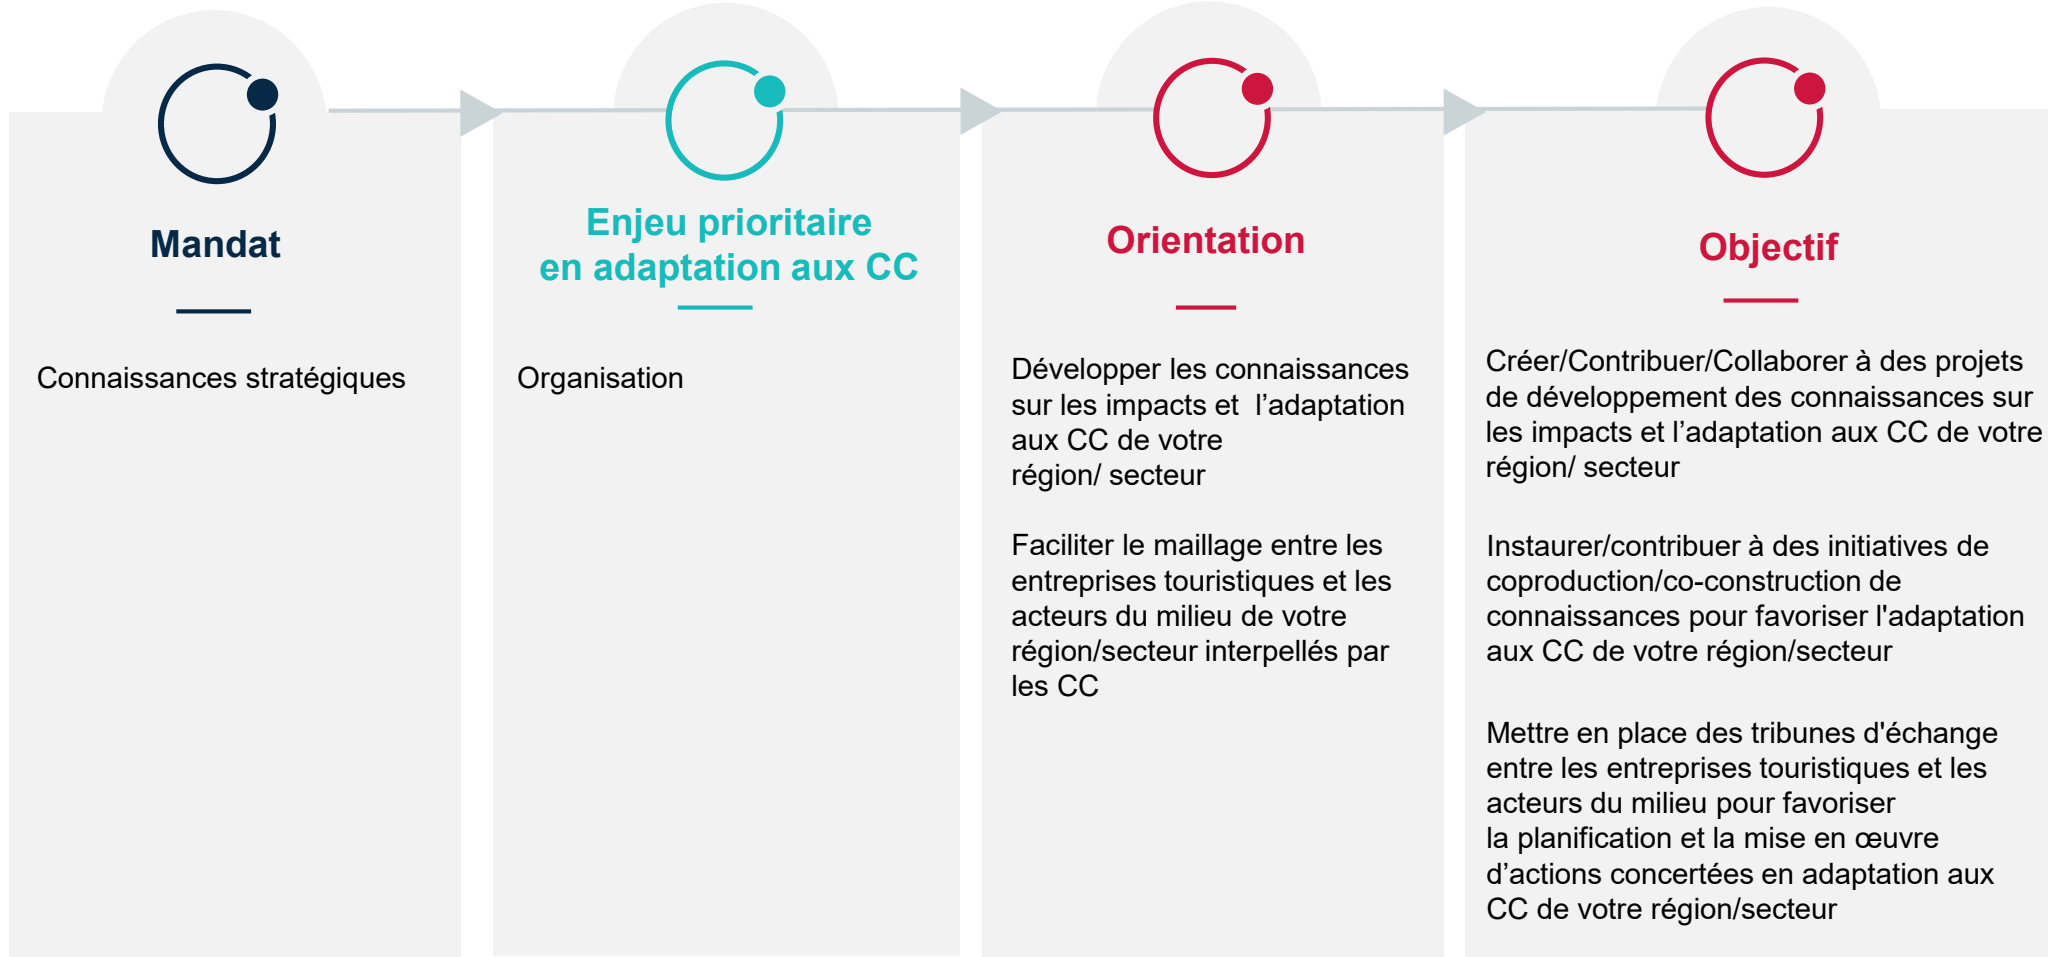 Mandat
Connaissances stratégiques
Enjeu prioritaire
en adaptation aux CC
Organisation
Orientation
Développer les connaissances
sur les impacts et  l’adaptation
aux CC de votre
région/ secteur
Faciliter le maillage entre les
entreprises touristiques et les
acteurs du milieu de votre
région/secteur interpellés par
les CC
Objectif
Créer/Contribuer/Collaborer à des projets
de développement des connaissances sur
les impacts et l’adaptation aux CC de votre
région/ secteur
Instaurer/contribuer à des initiatives de
coproduction/co-construction de
connaissances pour favoriser l'adaptation
aux CC de votre région/secteur
Mettre en place des tribunes d'échange
entre les entreprises touristiques et les
acteurs du milieu pour favoriser
la planification et la mise en œuvre
d’actions concertées en adaptation aux
CC de votre région/secteur